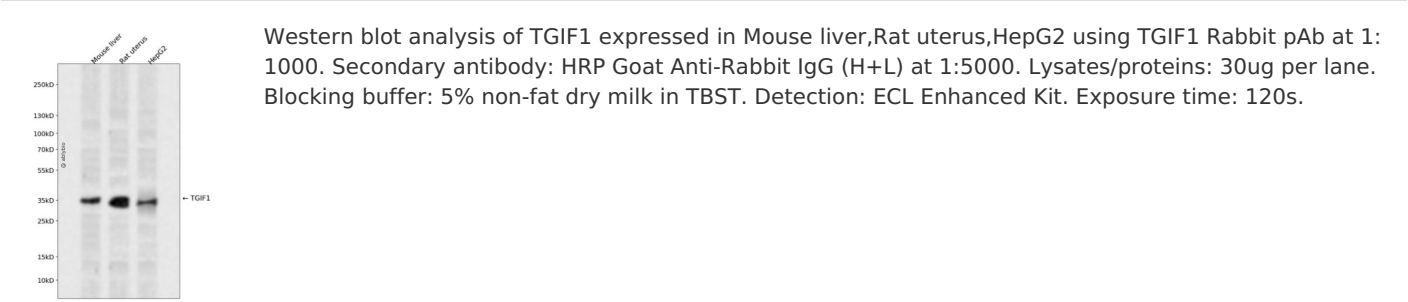 Mouse liver
Rat uterus
HepG2
250kD
130kD
100kD
70kD
55kD
35kD
25kD
15kD
10kD
@ abbybio
← TGIF1
Western blot analysis of TGIF1 expressed in Mouse liver,Rat uterus,HepG2 using TGIF1 Rabbit pAb at 1:
1000. Secondary antibody: HRP Goat Anti-Rabbit IgG (H+L) at 1:5000. Lysates/proteins: 30ug per lane.
Blocking buffer: 5% non-fat dry milk in TBST. Detection: ECL Enhanced Kit. Exposure time: 120s.